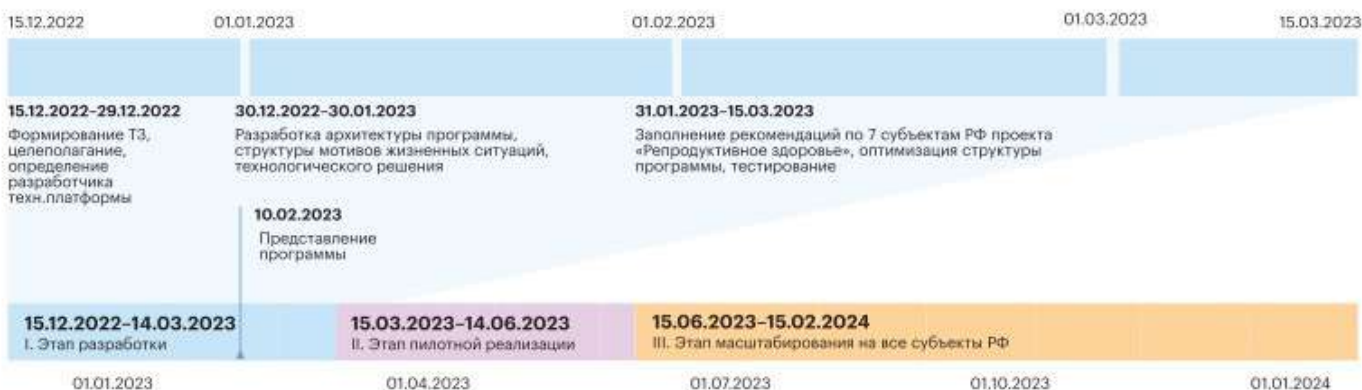 15.12.2022 01.01.2023 01.02.2023 01.03.2023 15.03.2023
15.12.2022–29.12.2022
Формирование ТЗ,
целеполагание,
определение
разработчика
техн.платформы
30.12.2022–30.01.2023
Разработка архитектуры программы,
структуры мотивов жизненных ситуаций,
технологического решения
31.01.2023–15.03.2023
Заполнение рекомендаций по 7 субъектам РФ проекта
«Репродуктивное здоровье», оптимизация структуры
программы, тестирование
10.02.2023
Представление
программы
15.12.2022–14.03.2023
I. Этап разработки
15.03.2023–14.06.2023
II. Этап пилотной реализации
15.06.2023–15.02.2024
III. Этап масштабирования на все субъекты РФ
01.01.2023 01.04.2023 01.07.2023 01.10.2023 01.01.2024